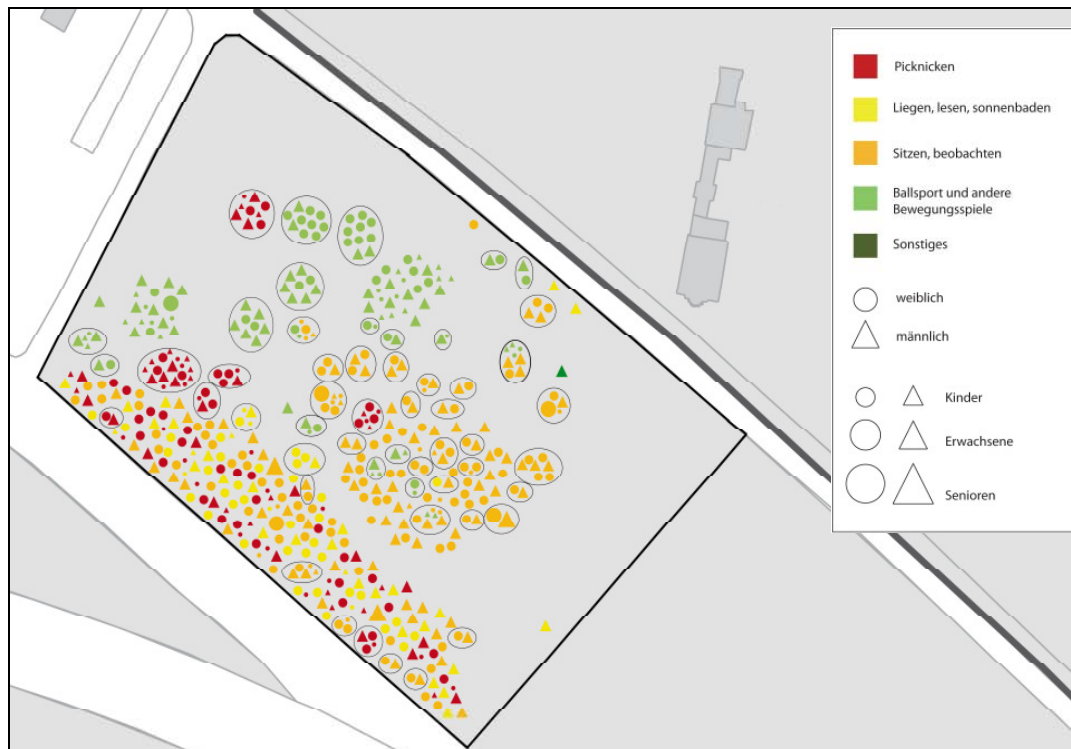 Picknicken
Liegen, lesen, sonnenbaden
Sitzen, beobachten
Ballsport und andere
Bewegungsspiele
Sonstiges
weiblich
männlich
Kinder
Erwachsene
Senioren